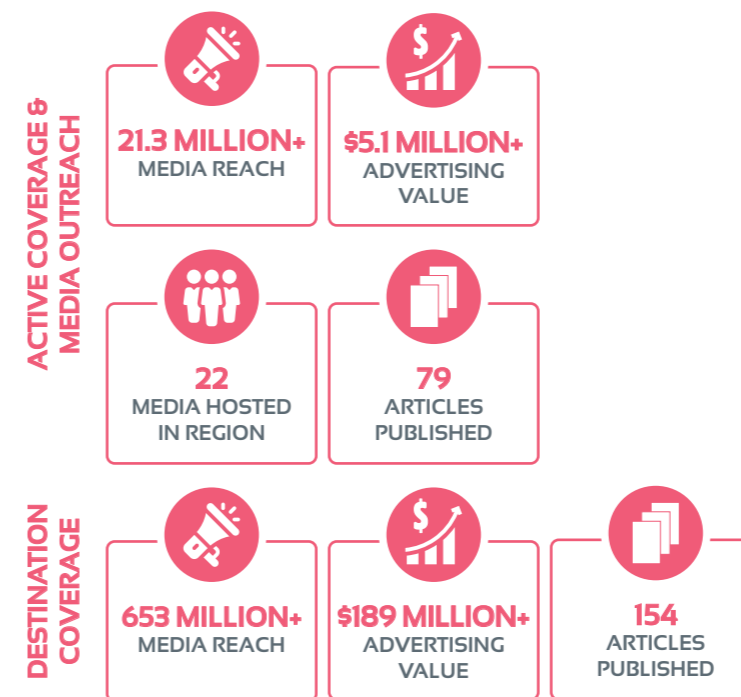 ACTIVE COVERAGE &
MEDIA OUTREACH
21.3 MILLION+
MEDIA REACH
$5.1 MILLION+
ADVERTISING
VALUE
22
MEDIA HOSTED
IN REGION
79
ARTICLES
PUBLISHED
DESTINATION
COVERAGE
653 MILLION+
MEDIA REACH
$189 MILLION+
ADVERTISING
VALUE
154
ARTICLES
PUBLISHED